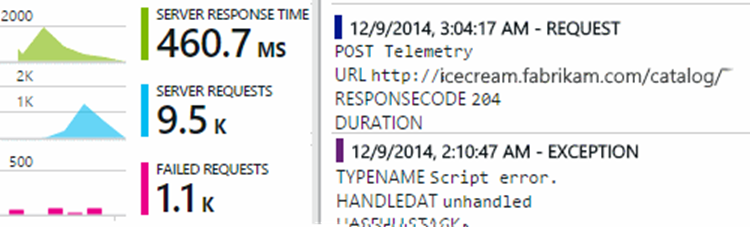 2000
SERVER RESPONSE TIME
460.7 MS
2K
SERVER REQUESTS
1K
9.5 K
500
FAILED REQUESTS
1.1 K
12/9/2014, 3:04:17 AM - REQUEST
POST Telemetry
URL http://icecream.fabrikam.com/catalog/
RESPONSECODE 204
DURATION
12/9/2014, 2:10:47 AM - EXCEPTION
TYPENAME Script error.
HANDLEDAT unhandled